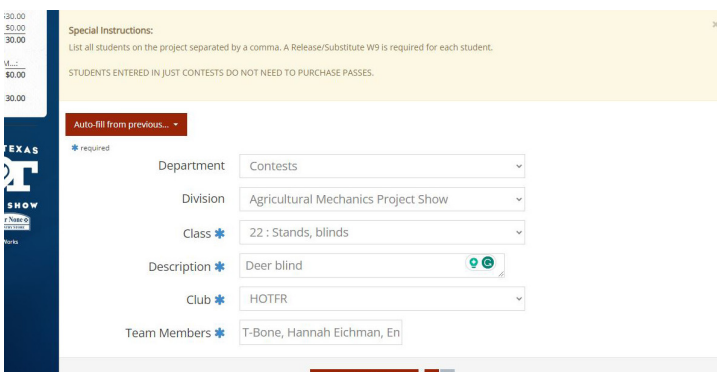 $0.00
30.00
M...:
$0.00
30.00
TEXAS
SHOW
Works
×
Special Instructions:
List all students on the project separated by a comma. A Release/Substitute W9 is required for each student.
STUDENTS ENTERED IN JUST CONTESTS DO NOT NEED TO PURCHASE PASSES.
Auto-fill from previous...
✱ required
Department Contests
Division Agricultural Mechanics Project Show
Class ✱ 22 : Stands, blinds
Description ✱ Deer blind
Club ✱ HOTFR
Team Members ✱ T-Bone, Hannah Eichman, En